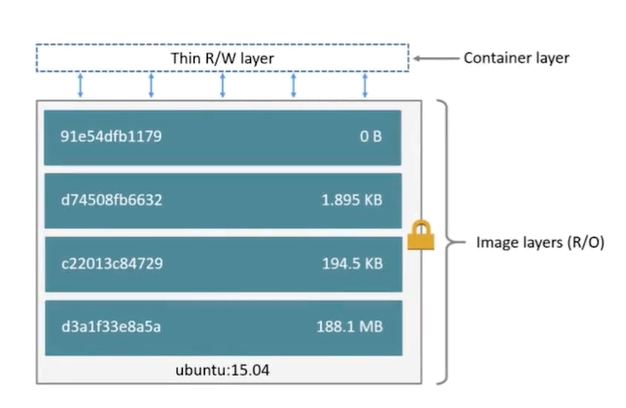 Thin R/W layer
Container layer
91e54dfb1179 0 B
d74508fb6632 1.895 KB
c22013c84729 194.5 KB
Image layers (R/O)
d3a1f33e8a5a 188.1 MB
ubuntu:15.04